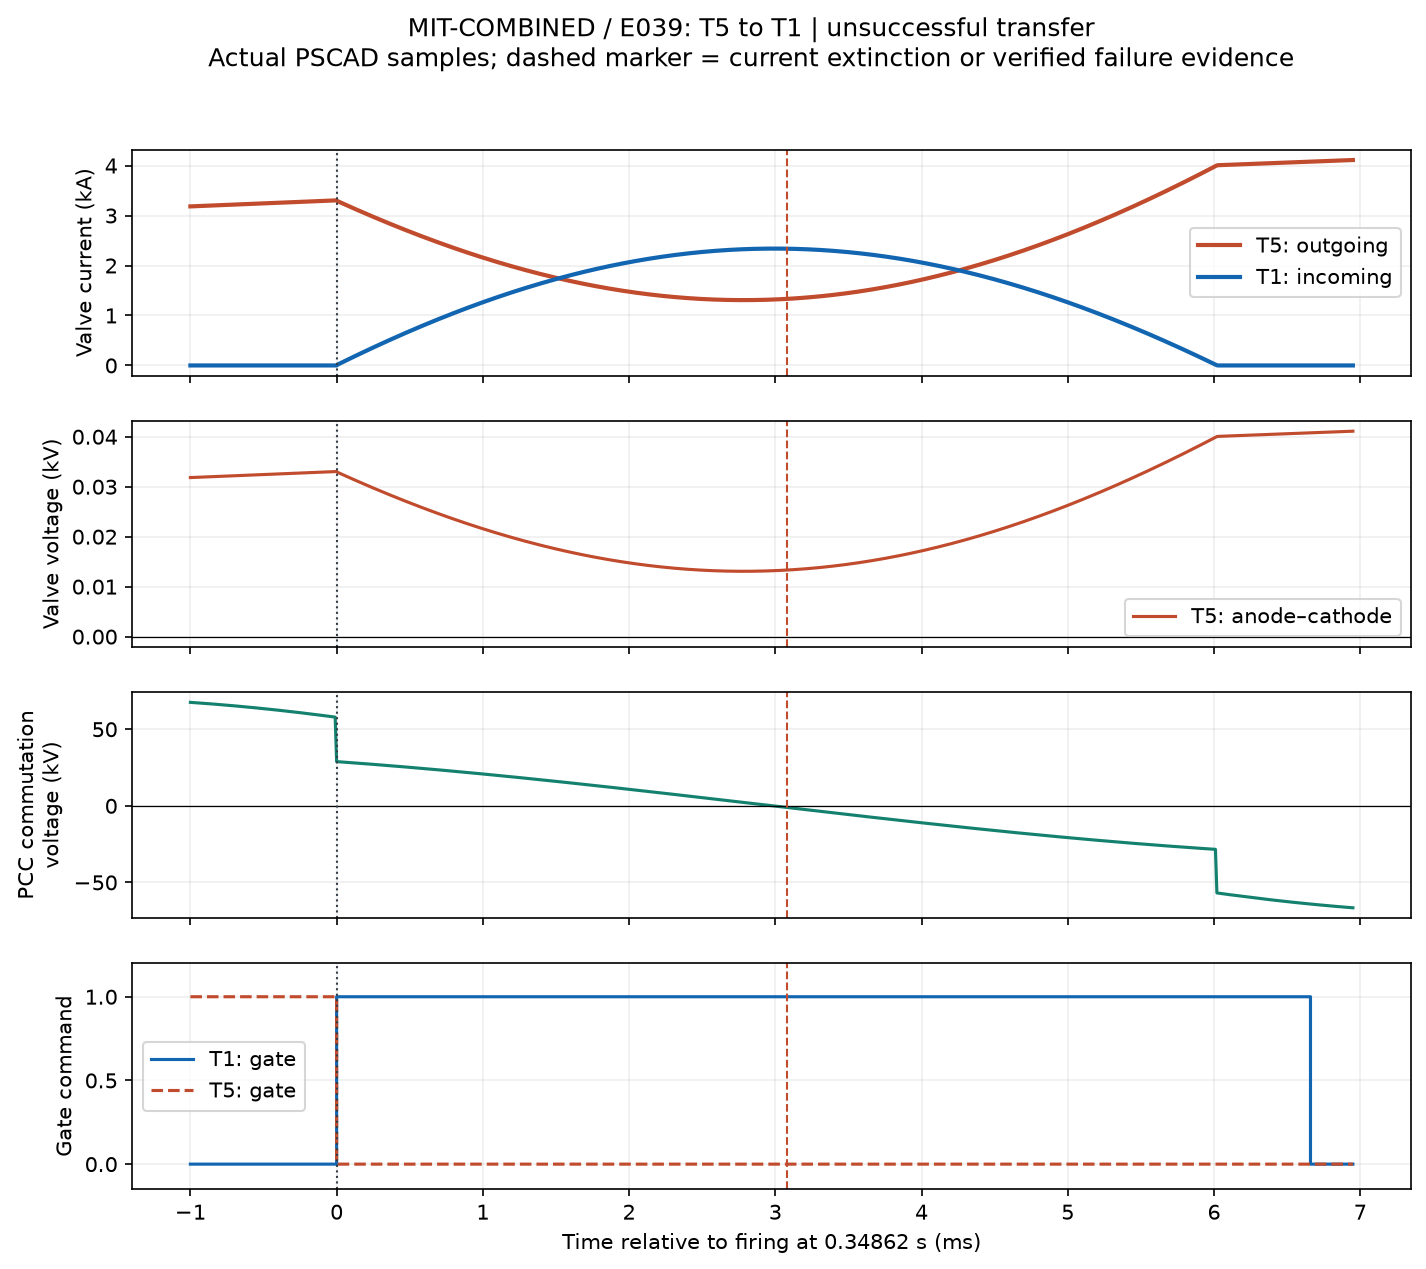 MIT-COMBINED / E039: T5 to T1 | unsuccessful transfer
Actual PSCAD samples; dashed marker = current extinction or verified failure evidence
Valve current (kA)
4
3
2
1
0
T5: outgoing
T1: incoming
Valve voltage (kV)
0.04
0.03
0.02
0.01
0.00
T5: anode–cathode
PCC commutation
voltage (kV)
50
0
−50
Gate command
1.0
0.5
0.0
T1: gate
T5: gate
−1 0 1 2 3 4 5 6 7
Time relative to firing at 0.34862 s (ms)